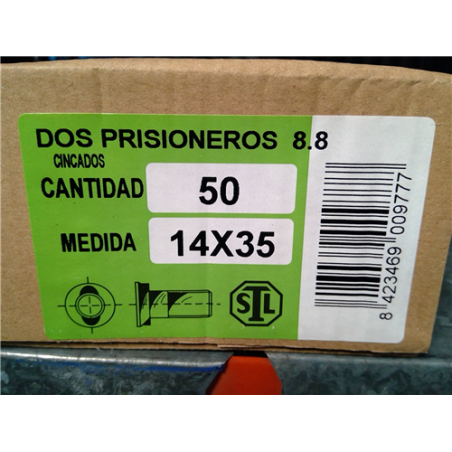 DOS PRISIONEROS 8.8
CINCADOS
CANTIDAD 50
MEDIDA 14X35
STL
8 423469 009777